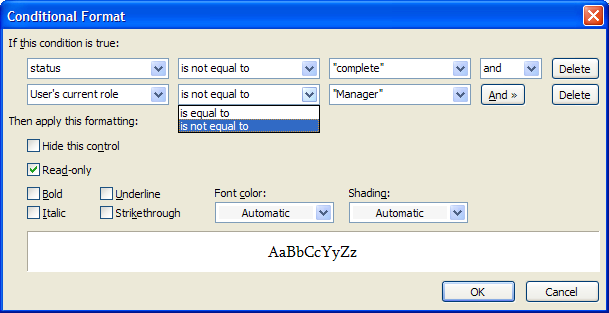 Conditional Format
If this condition is true:
status is not equal to "complete" and Delete
User's current role is not equal to "Manager" And » Delete
is equal to
is not equal to
Then apply this formatting:
Hide this control
Read-only
Bold Underline Font color: Shading:
Italic Strikethrough Automatic Automatic
AaBbCcYyZz
OK Cancel